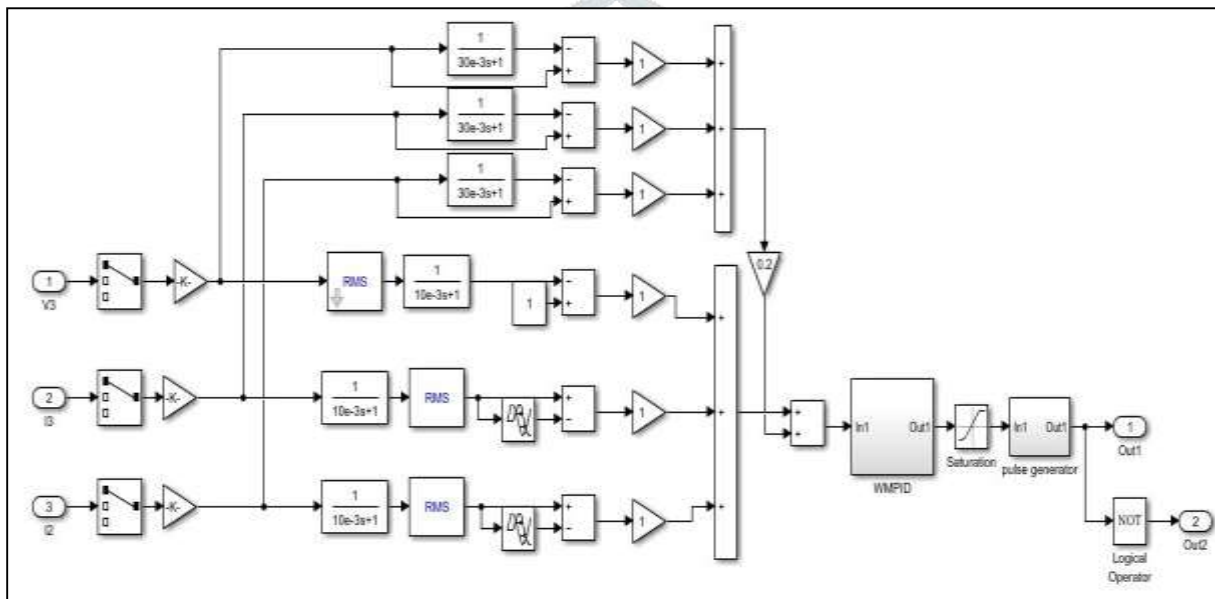 1
30e-3s+1
−
+
1
+
1
30e-3s+1
−
+
1
+
1
30e-3s+1
−
+
1
+
0.2
1
V3
-K-
RMS
1
10e-3s+1
1
−
+
1
+
2
I3
-K-
1
10e-3s+1
RMS
+
−
1
+
3
I2
-K-
1
10e-3s+1
RMS
+
−
1
+
+
+
In1 Out1
WMPID
Saturation
In1 Out1
pulse generator
1
Out1
NOT
Logical
Operator
2
Out2